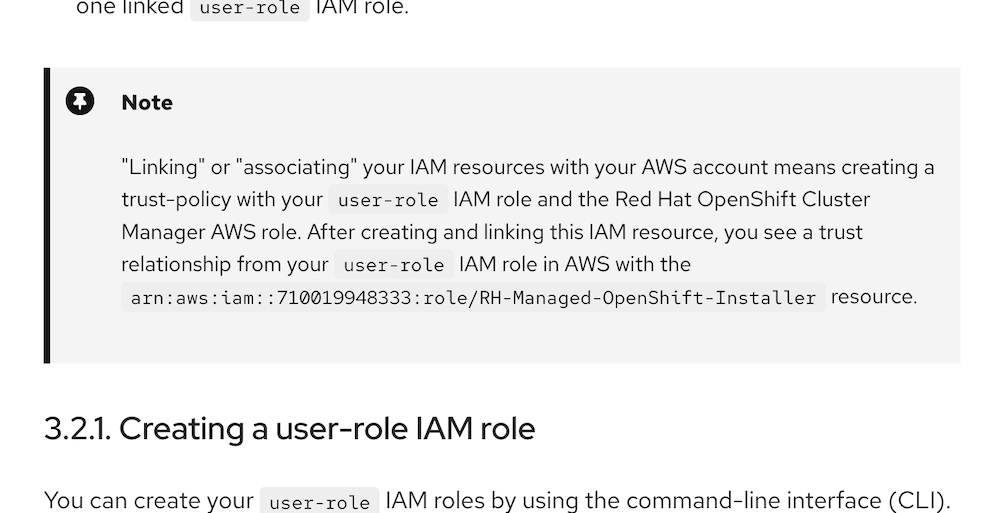 one linked user-role IAM role.
Note
"Linking" or "associating" your IAM resources with your AWS account means creating a
trust-policy with your user-role IAM role and the Red Hat OpenShift Cluster
Manager AWS role. After creating and linking this IAM resource, you see a trust
relationship from your user-role IAM role in AWS with the
arn:aws:iam::710019948333:role/RH-Managed-OpenShift-Installer resource.
3.2.1. Creating a user-role IAM role
You can create your user-role IAM roles by using the command-line interface (CLI).